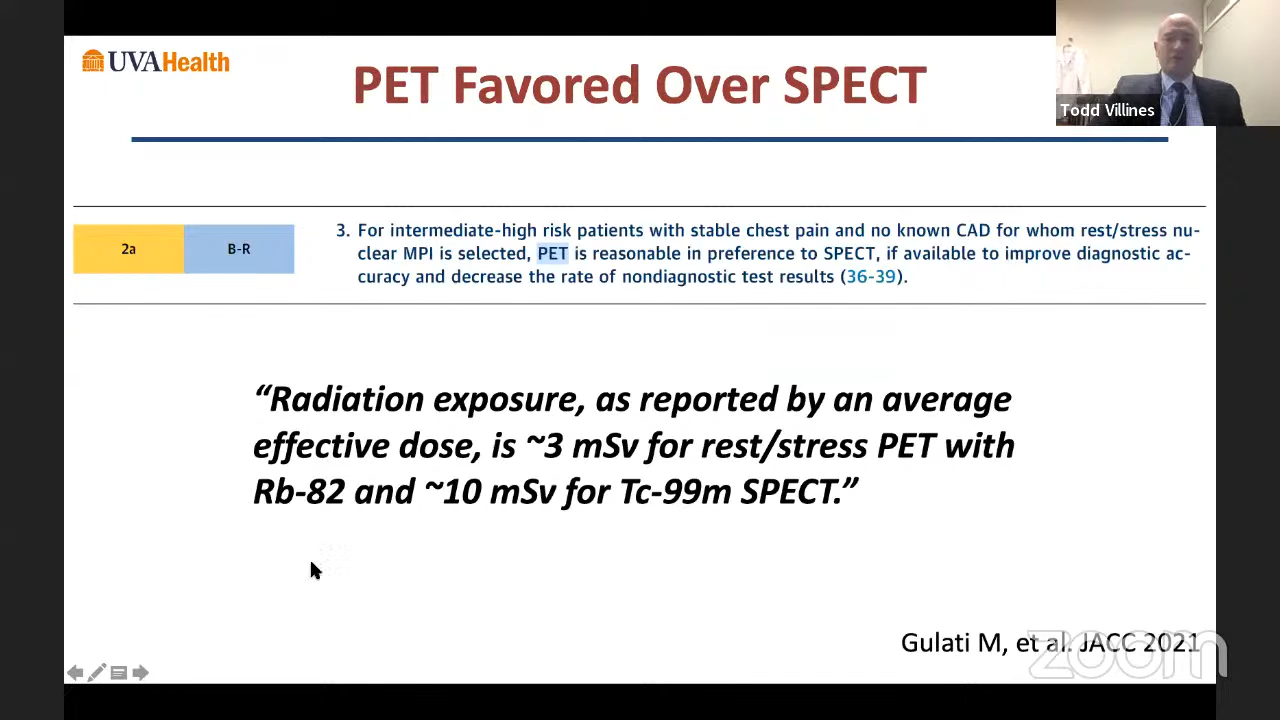 UVAHealth
PET Favored Over SPECT
Todd Villines
2a
B-R
3. For intermediate-high risk patients with stable chest pain and no known CAD for whom rest/stress nu-
clear MPI is selected, PET is reasonable in preference to SPECT, if available to improve diagnostic ac-
curacy and decrease the rate of nondiagnostic test results (36-39).
“Radiation exposure, as reported by an average
effective dose, is ~3 mSv for rest/stress PET with
Rb-82 and ~10 mSv for Tc-99m SPECT.”
Gulati M, et al. JACC 2021
zoom